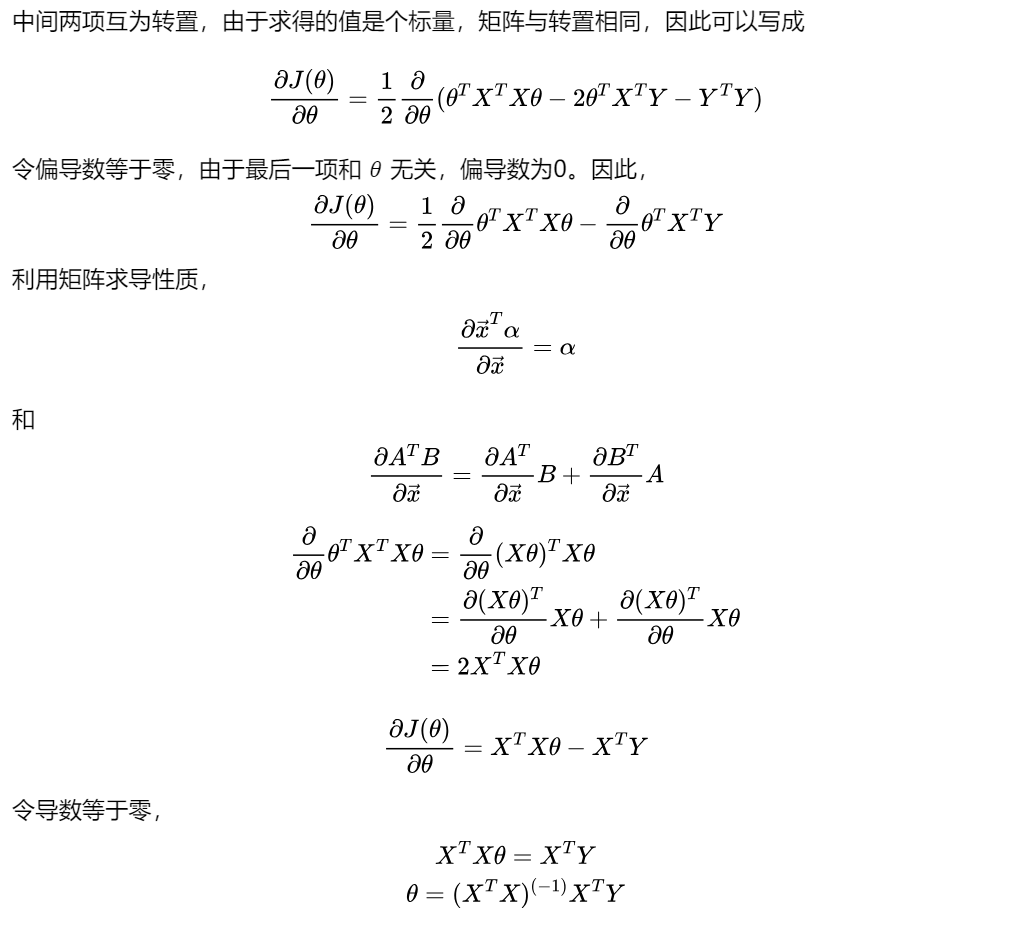 中间两项互为转置，由于求得的值是个标量，矩阵与转置相同，因此可以写成
\frac{\partial J(\theta)}{\partial \theta} = \frac{1}{2} \frac{\partial}{\partial \theta} (\theta^T X^T X \theta - 2\theta^T X^T Y - Y^T Y)
令偏导数等于零，由于最后一项和 θ 无关，偏导数为0。因此，
\frac{\partial J(\theta)}{\partial \theta} = \frac{1}{2} \frac{\partial}{\partial \theta} \theta^T X^T X \theta - \frac{\partial}{\partial \theta} \theta^T X^T Y
利用矩阵求导性质，
\frac{\partial \vec{x}^T \alpha}{\partial \vec{x}} = \alpha
和
\frac{\partial A^T B}{\partial \vec{x}} = \frac{\partial A^T}{\partial \vec{x}} B + \frac{\partial B^T}{\partial \vec{x}} A
\frac{\partial}{\partial \theta} \theta^T X^T X \theta = \frac{\partial}{\partial \theta} (X\theta)^T X\theta
= \frac{\partial (X\theta)^T}{\partial \theta} X\theta + \frac{\partial (X\theta)^T}{\partial \theta} X\theta
= 2X^T X\theta
\frac{\partial J(\theta)}{\partial \theta} = X^T X\theta - X^T Y
令导数等于零，
X^T X\theta = X^T Y
\theta = (X^T X)^{(-1)} X^T Y